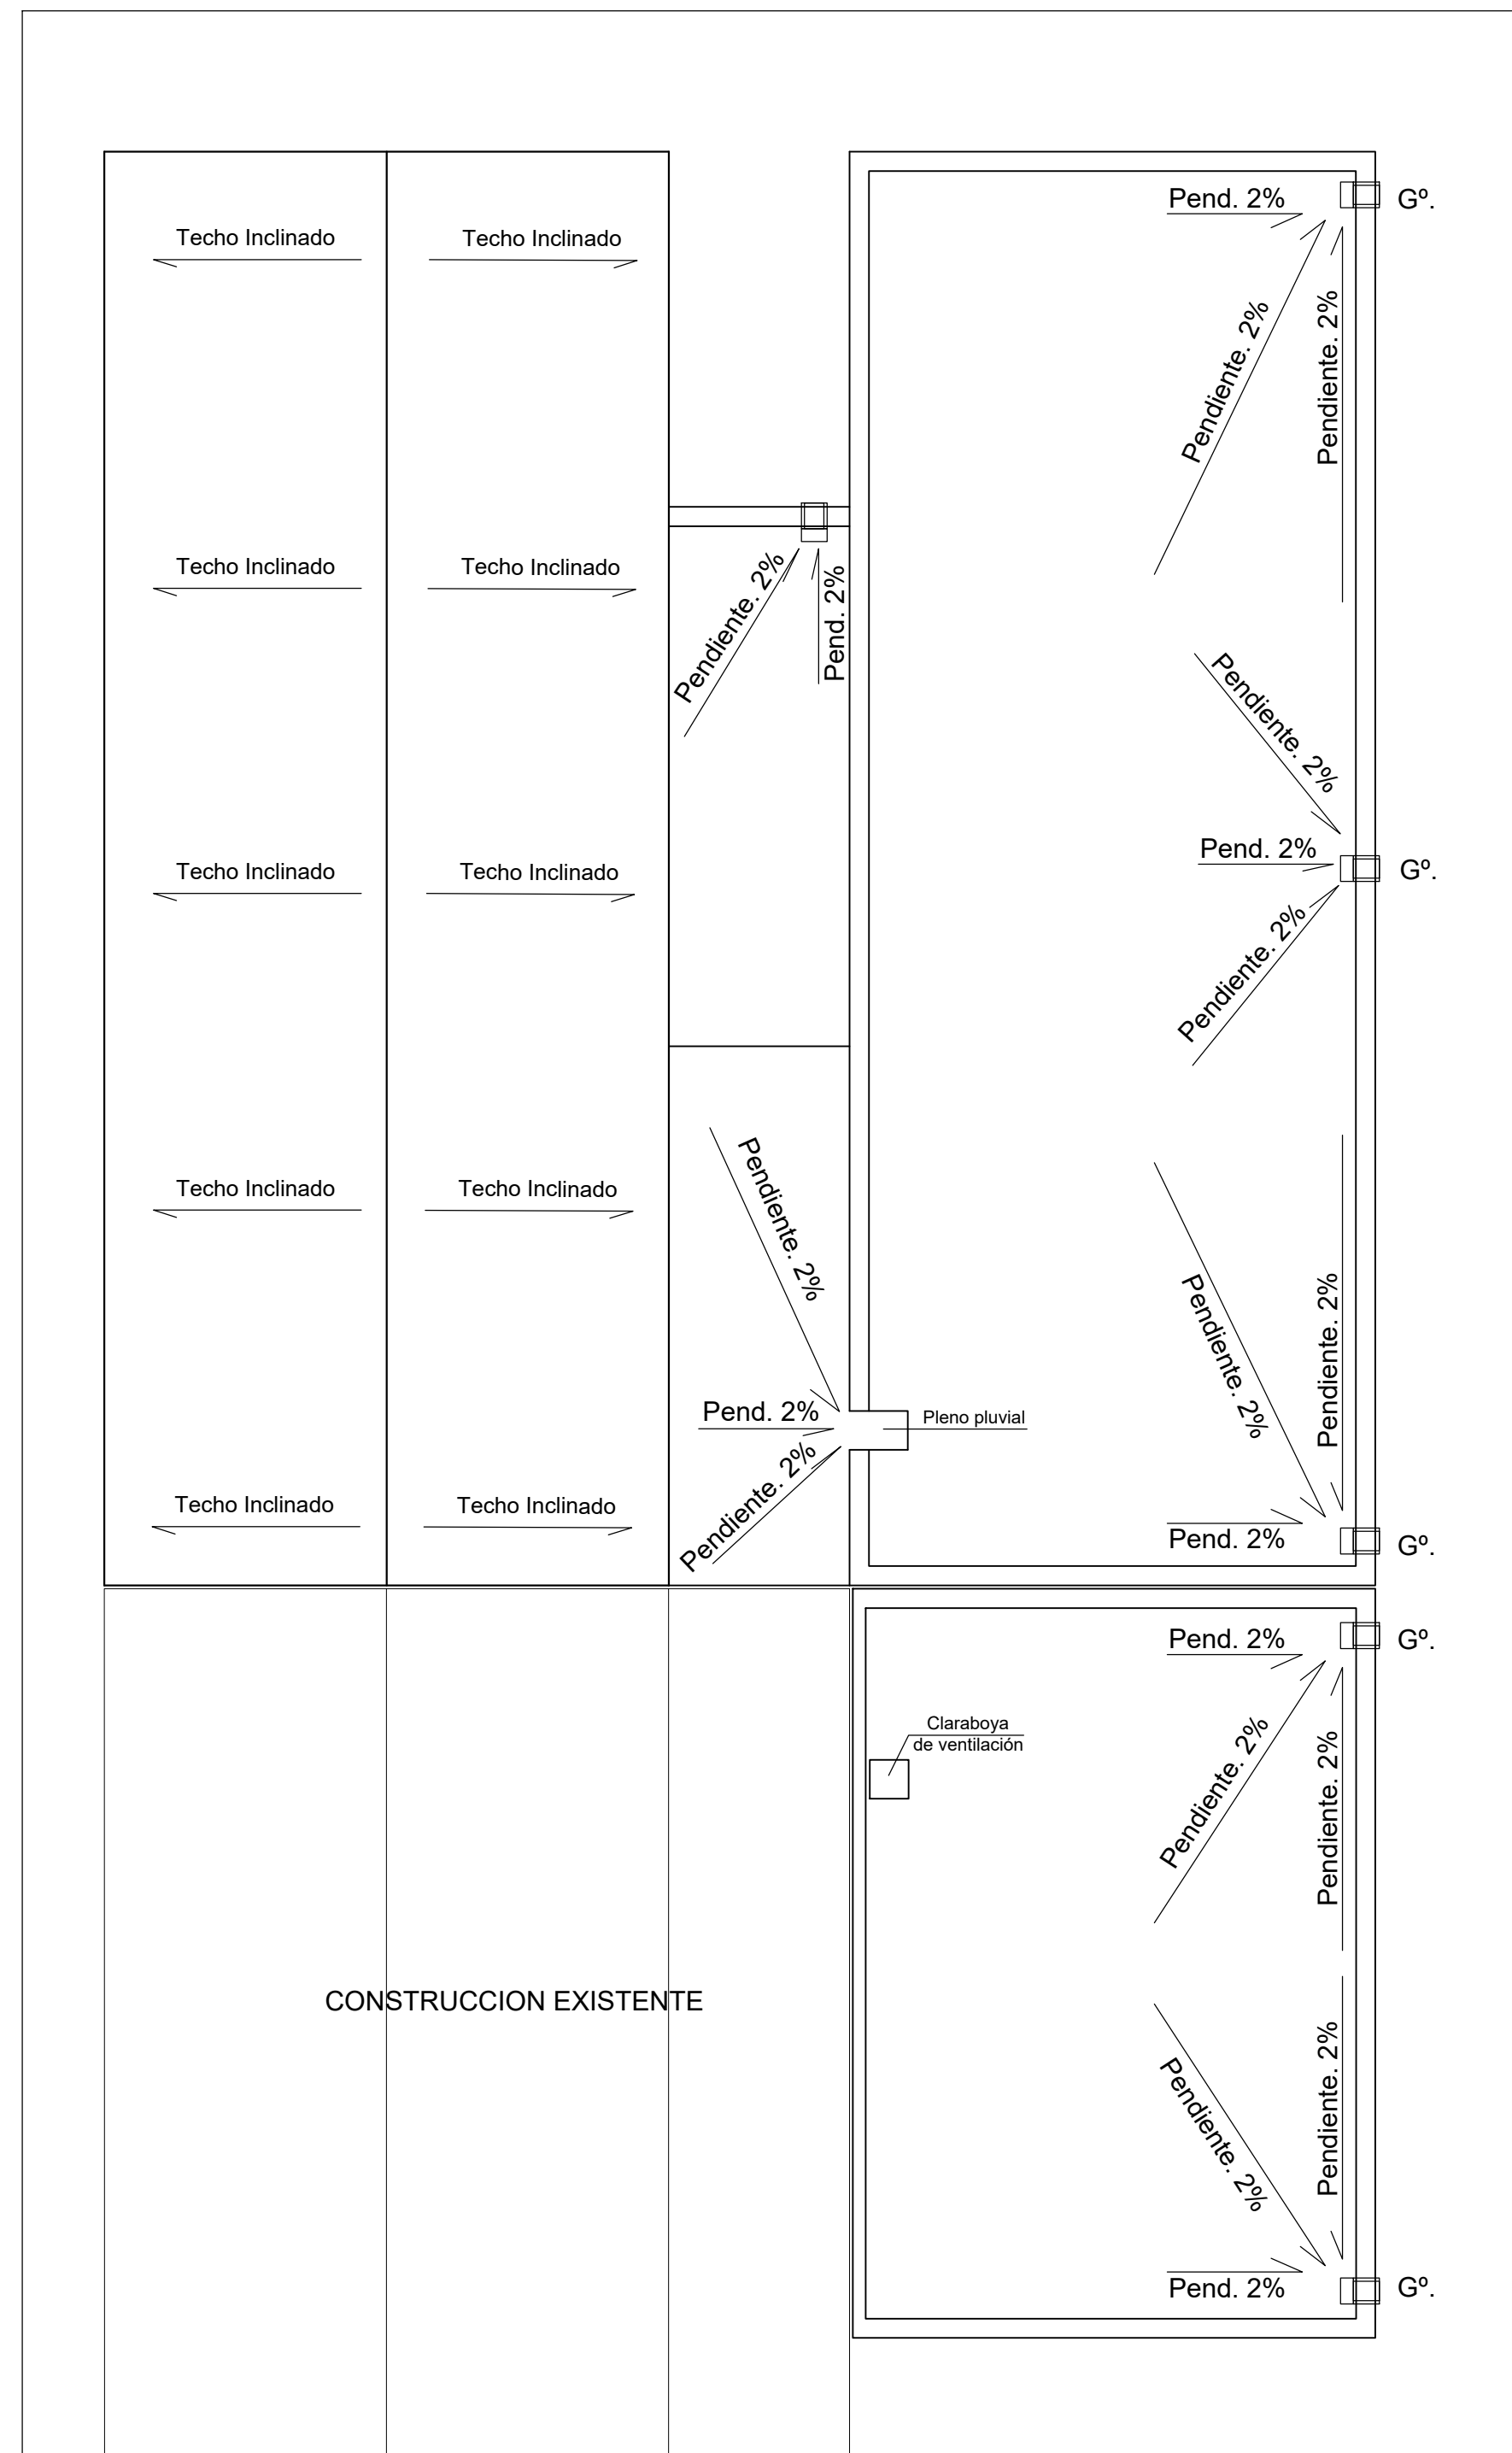 Pend. 2%
Gº.
Techo Inclinado
Techo Inclinado
Pendiente. 2%
Pendiente. 2%
Techo Inclinado
Techo Inclinado
Pendiente. 2%
Pend. 2%
Pendiente. 2%
Pend. 2%
Gº.
Techo Inclinado
Techo Inclinado
Pendiente. 2%
Techo Inclinado
Techo Inclinado
Pendiente. 2%
Pendiente. 2%
Pendiente. 2%
Pend. 2%
Pleno pluvial
Pendiente. 2%
Techo Inclinado
Techo Inclinado
Pend. 2%
Gº.
Pend. 2%
Gº.
Claraboya
de ventilación
Pendiente. 2%
Pendiente. 2%
CONSTRUCCION EXISTENTE
Pendiente. 2%
Pendiente. 2%
Pend. 2%
Gº.